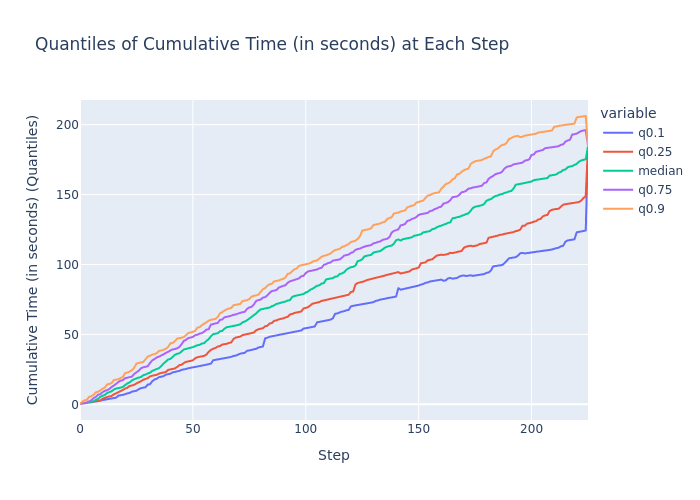 Quantiles of Cumulative Time (in seconds) at Each Step
Cumulative Time (in seconds) (Quantiles)
200
150
100
50
0
0
50
100
150
200
Step
variable
q0.1
q0.25
median
q0.75
q0.9